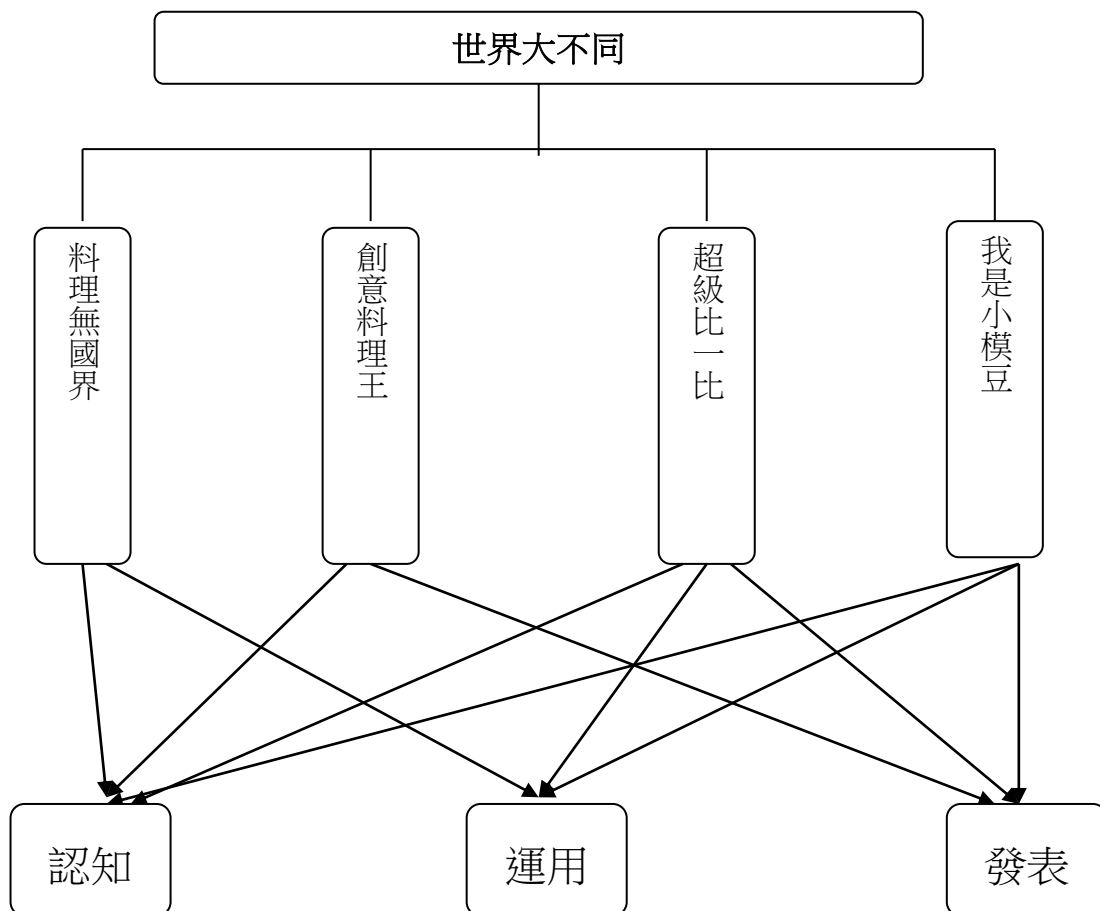 世界大不同
料理無國界
創意料理王
超級比一比
我是小模豆
認知
運用
發表